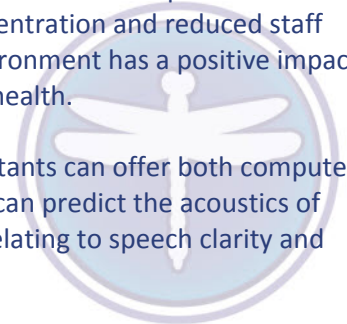 entration and reduced staff
ronment has a positive impac
health.
tants can offer both compute
can predict the acoustics of
elating to speech clarity and